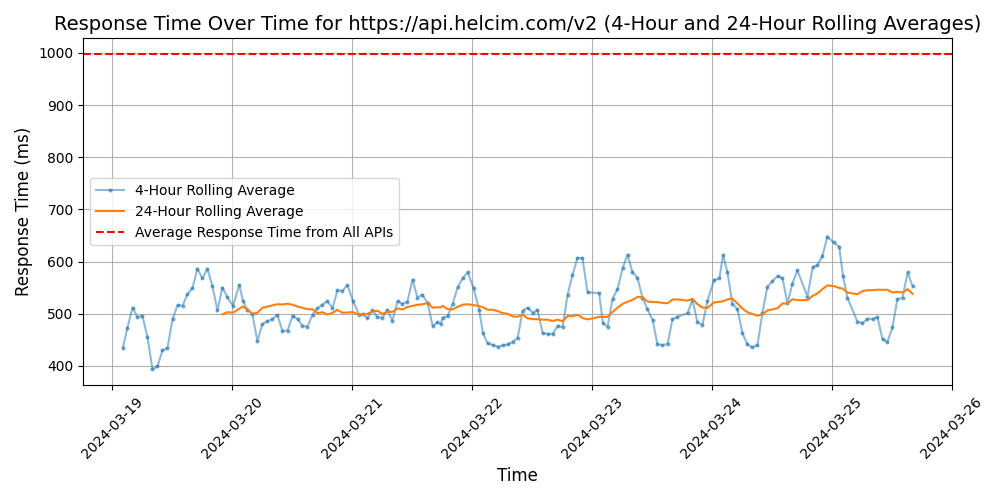 Response Time Over Time for https://api.helcim.com/v2 (4-Hour and 24-Hour Rolling Averages)
Response Time (ms)
1000
900
800
700
600
500
400
4-Hour Rolling Average
24-Hour Rolling Average
Average Response Time from All APIs
2024-03-19
2024-03-20
2024-03-21
2024-03-22
2024-03-23
2024-03-24
2024-03-25
2024-03-26
Time